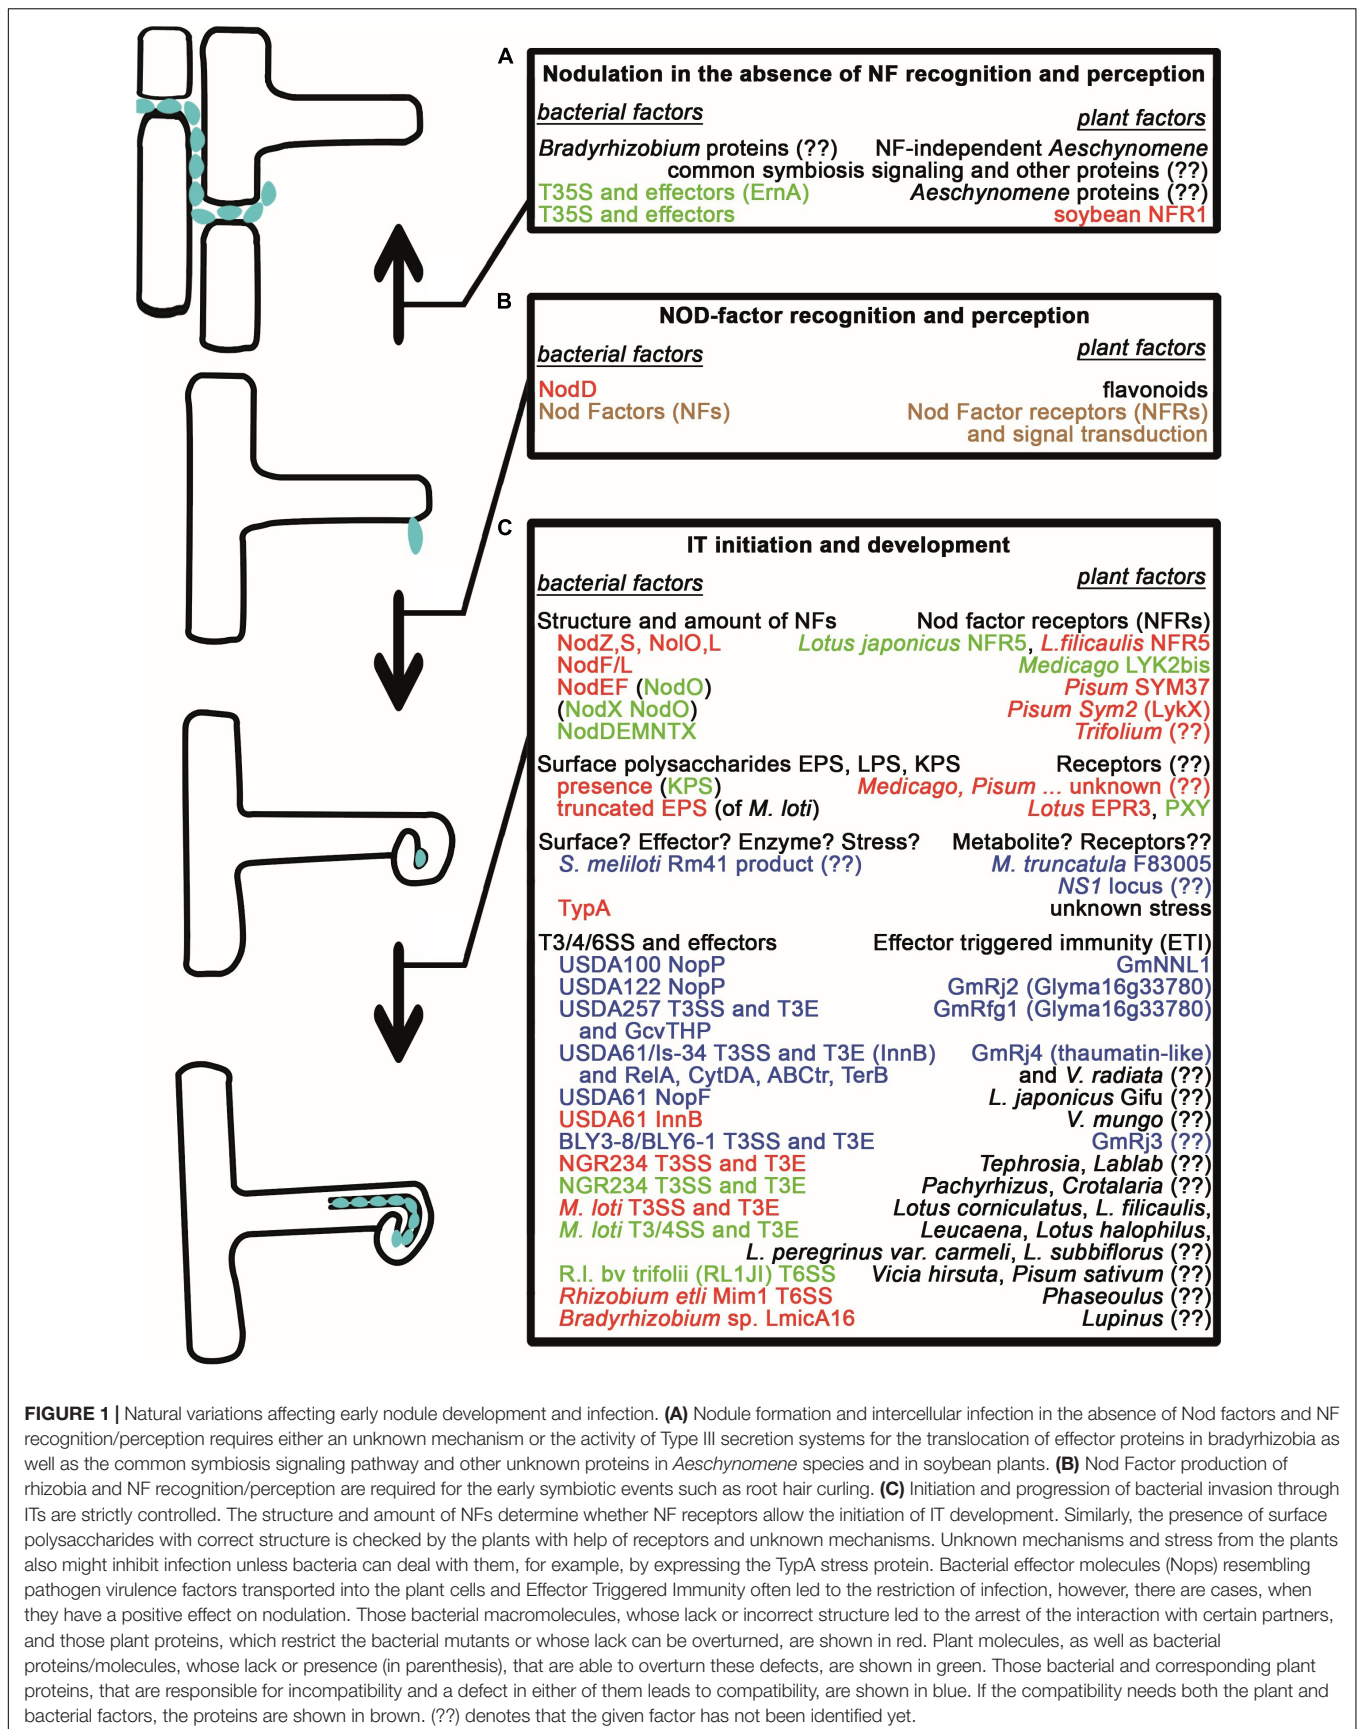 A
Nodulation in the absence of NF recognition and perception
bacterial factors
plant factors
Bradyrhizobium proteins (??) NF-independent Aeschynomene
common symbiosis signaling and other proteins (??)
T35S and effectors (ErnA) Aeschynomene proteins (??)
T35S and effectors soybean NFR1
B
NOD-factor recognition and perception
bacterial factors plant factors
NodD flavonoids
Nod Factors (NFs) Nod Factor receptors (NFRs)
and signal transduction
C
IT initiation and development
bacterial factors plant factors
Structure and amount of NFs Nod factor receptors (NFRs)
NodZ,S, NolO,L Lotus japonicus NFR5, L.filicaulis NFR5
NodF/L Medicago LYK2bis
NodEF (NodO) Pisum SYM37
(NodX NodO) Pisum Sym2 (LykX)
NodDEMNTX Trifolium (??)
Surface polysaccharides EPS, LPS, KPS Receptors (??)
presence (KPS) Medicago, Pisum ... unknown (??)
truncated EPS (of M. loti) Lotus EPR3, PXY
Surface? Effector? Enzyme? Stress? Metabolite? Receptors??
S. meliloti Rm41 product (??) M. truncatula F83005
NS1 locus (??)
TypA unknown stress
T3/4/6SS and effectors Effector triggered immunity (ETI)
USDA100 NopP GmNNL1
USDA122 NopP GmRj2 (Glyma16g33780)
USDA257 T3SS and T3E GmRfg1 (Glyma16g33780)
and GcvTHP
USDA61/Is-34 T3SS and T3E (InnB) GmRj4 (thaumatin-like)
and RelA, CytDA, ABCtr, TerB and V. radiata (??)
USDA61 NopF L. japonicus Gifu (??)
USDA61 InnB V. mungo (??)
BLY3-8/BLY6-1 T3SS and T3E GmRj3 (??)
NGR234 T3SS and T3E Tephrosia, Lablab (??)
NGR234 T3SS and T3E Pachyrhizus, Crotalaria (??)
M. loti T3SS and T3E Lotus corniculatus, L. filicaulis,
M. loti T3/4SS and T3E Leucaena, Lotus halophilus,
L. peregrinus var. carmeli, L. subbiflorus (??)
R.l. bv trifolii (RL1JI) T6SS Vicia hirsuta, Pisum sativum (??)
Rhizobium etli Mim1 T6SS Phaseoulus (??)
Bradyrhizobium sp. LmicA16 Lupinus (??)
FIGURE 1 | Natural variations affecting early nodule development and infection. (A) Nodule formation and intercellular infection in the absence of Nod factors and NF
recognition/perception requires either an unknown mechanism or the activity of Type III secretion systems for the translocation of effector proteins in bradyrhizobia as
well as the common symbiosis signaling pathway and other unknown proteins in Aeschynomene species and in soybean plants. (B) Nod Factor production of
rhizobia and NF recognition/perception are required for the early symbiotic events such as root hair curling. (C) Initiation and progression of bacterial invasion through
ITs are strictly controlled. The structure and amount of NFs determine whether NF receptors allow the initiation of IT development. Similarly, the presence of surface
polysaccharides with correct structure is checked by the plants with help of receptors and unknown mechanisms. Unknown mechanisms and stress from the plants
also might inhibit infection unless bacteria can deal with them, for example, by expressing the TypA stress protein. Bacterial effector molecules (Nops) resembling
pathogen virulence factors transported into the plant cells and Effector Triggered Immunity often led to the restriction of infection, however, there are cases, when
they have a positive effect on nodulation. Those bacterial macromolecules, whose lack or incorrect structure led to the arrest of the interaction with certain partners,
and those plant proteins, which restrict the bacterial mutants or whose lack can be overturned, are shown in red. Plant molecules, as well as bacterial
proteins/molecules, whose lack or presence (in parenthesis), that are able to overturn these defects, are shown in green. Those bacterial and corresponding plant
proteins, that are responsible for incompatibility and a defect in either of them leads to compatibility, are shown in blue. If the compatibility needs both the plant and
bacterial factors, the proteins are shown in brown. (??) denotes that the given factor has not been identified yet.